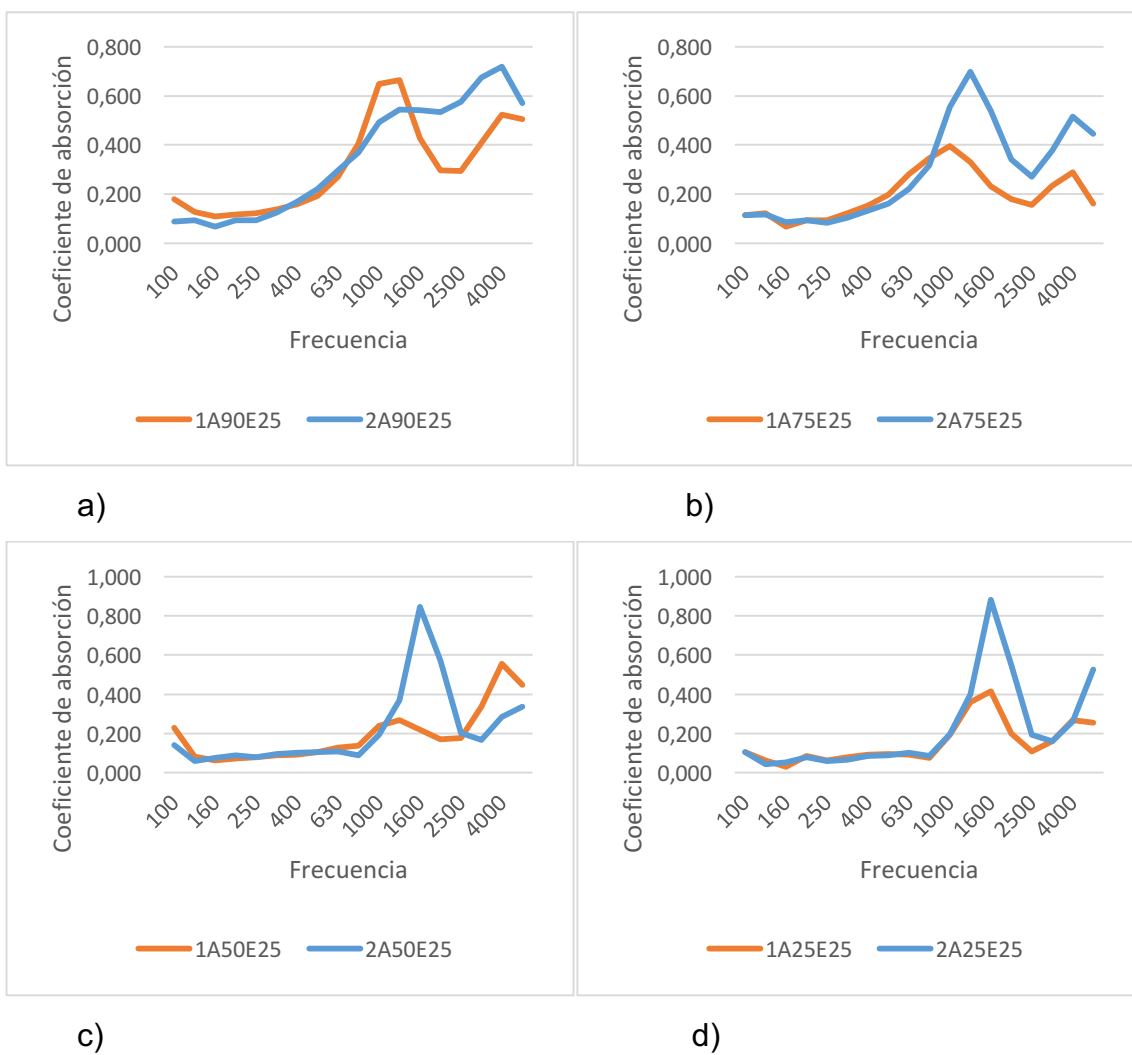 Coeficiente de absorción
0,800
0,600
0,400
0,200
0,000
100
160
250
400
630
1000
1600
2500
4000
Frecuencia
1A90E25
2A90E25
a)
Coeficiente de absorción
0,800
0,600
0,400
0,200
0,000
100
160
250
400
630
1000
1600
2500
4000
Frecuencia
1A75E25
2A75E25
b)
Coeficiente de absorción
1,000
0,800
0,600
0,400
0,200
0,000
100
160
250
400
630
1000
1600
2500
4000
Frecuencia
1A50E25
2A50E25
c)
Coeficiente de absorción
1,000
0,800
0,600
0,400
0,200
0,000
100
160
250
400
630
1000
1600
2500
4000
Frecuencia
1A25E25
2A25E25
d)